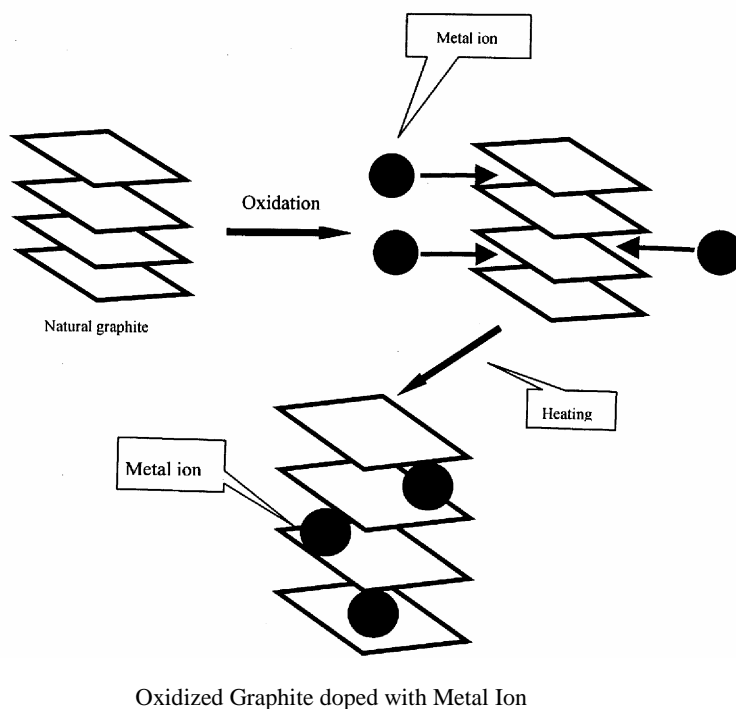 Metal ion
Oxidation
Natural graphite
Heating
Metal ion
Oxidized Graphite doped with Metal Ion